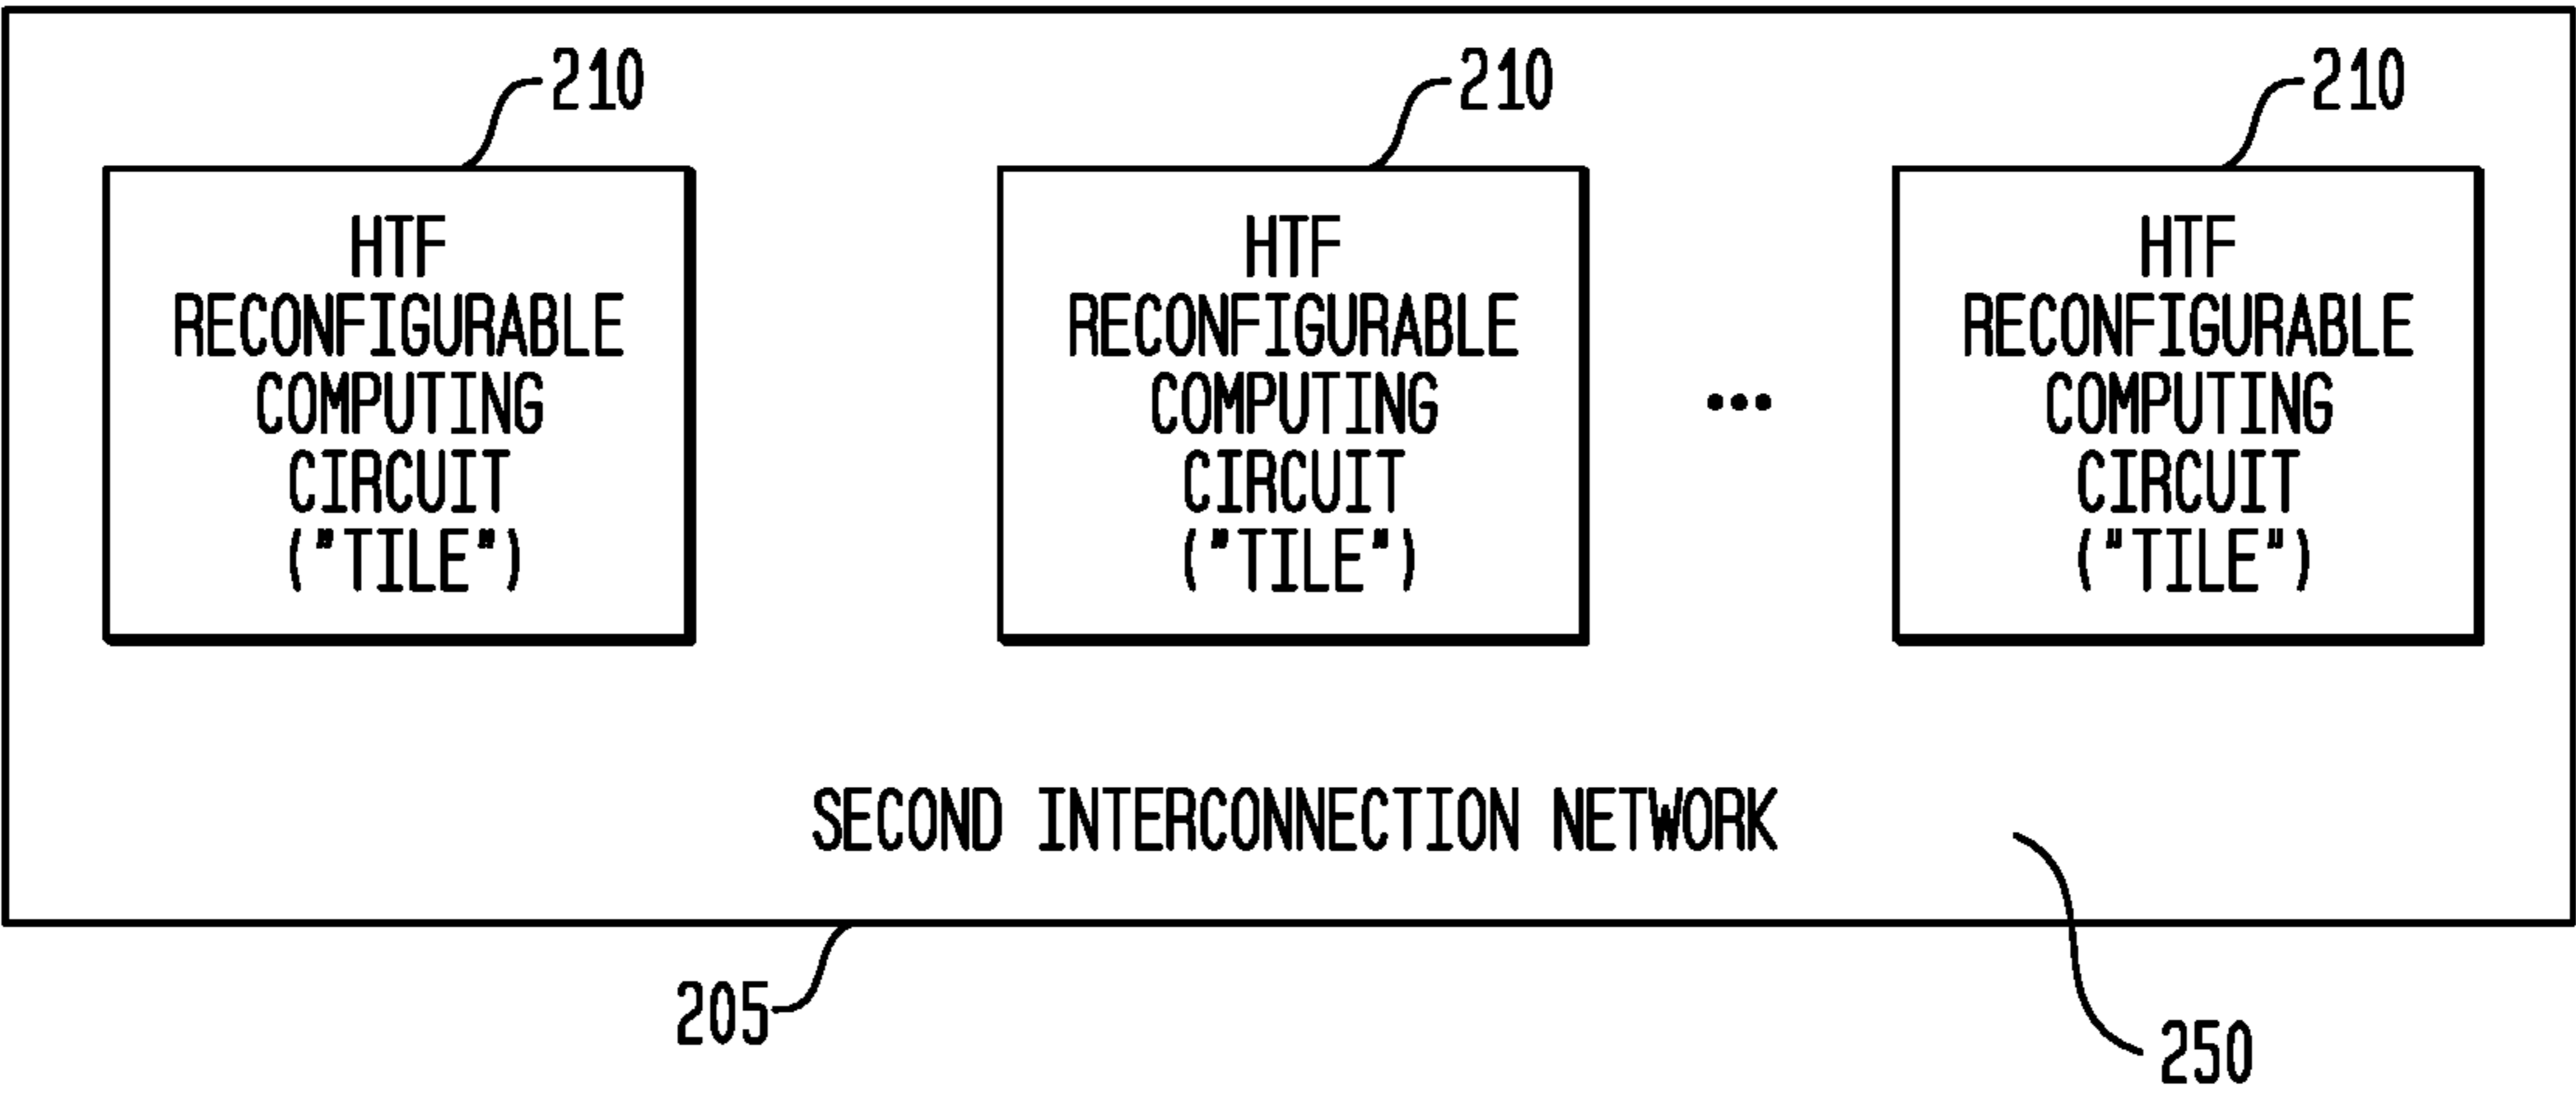 210
210
210
HTF
RECONFIGURABLE
COMPUTING
CIRCUIT
("TILE")
HTF
RECONFIGURABLE
COMPUTING
CIRCUIT
("TILE")
...
HTF
RECONFIGURABLE
COMPUTING
CIRCUIT
("TILE")
SECOND INTERCONNECTION NETWORK
205
250